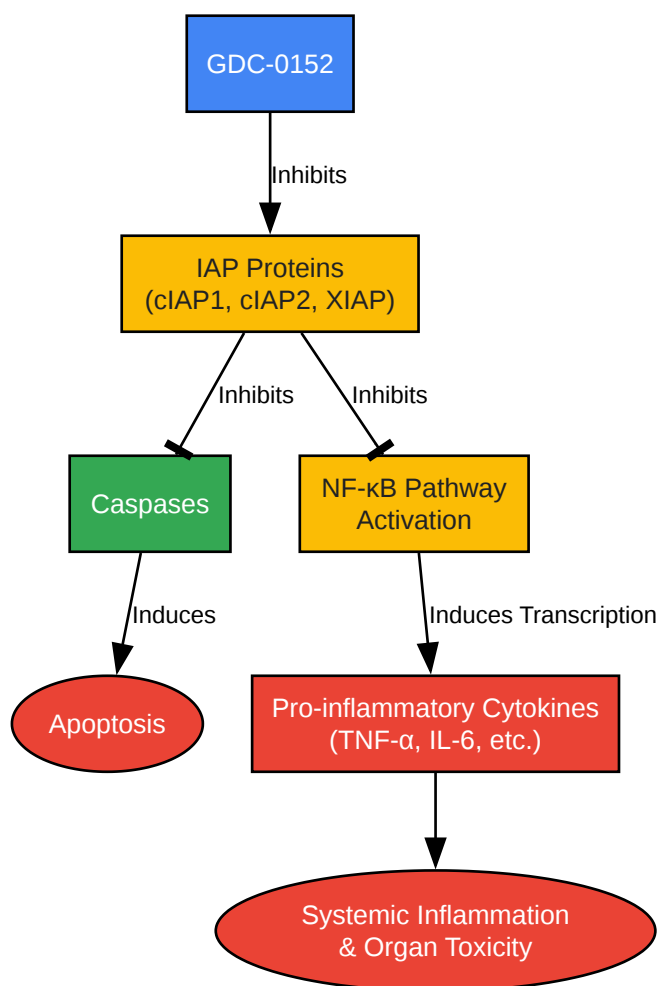 GDC-0152
Inhibits
IAP Proteins
(cIAP1, cIAP2, XIAP)
Inhibits
Inhibits
Caspases
NF-κB Pathway
Activation
Induces
Induces Transcription
Apoptosis
Pro-inflammatory Cytokines
(TNF-α, IL-6, etc.)
Systemic Inflammation
& Organ Toxicity